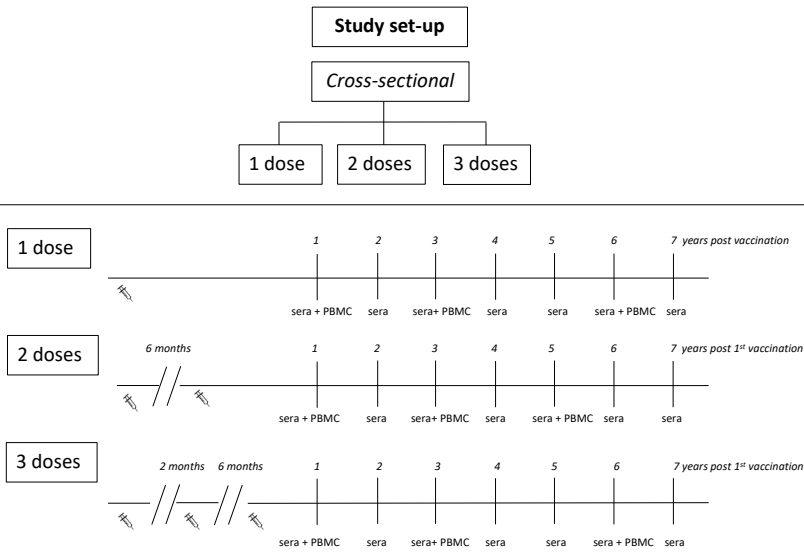 Study set-up
Cross-sectional
1 dose 2 doses 3 doses
1 dose
1 2 3 4 5 6 7 years post vaccination
sera + PBMC sera sera+ PBMC sera sera sera + PBMC sera
2 doses
6 months 1 2 3 4 5 6 7 years post 1st vaccination
sera + PBMC sera sera+ PBMC sera sera + PBMC sera sera
3 doses
2 months 6 months 1 2 3 4 5 6 7 years post 1st vaccination
sera + PBMC sera sera+ PBMC sera sera sera + PBMC sera